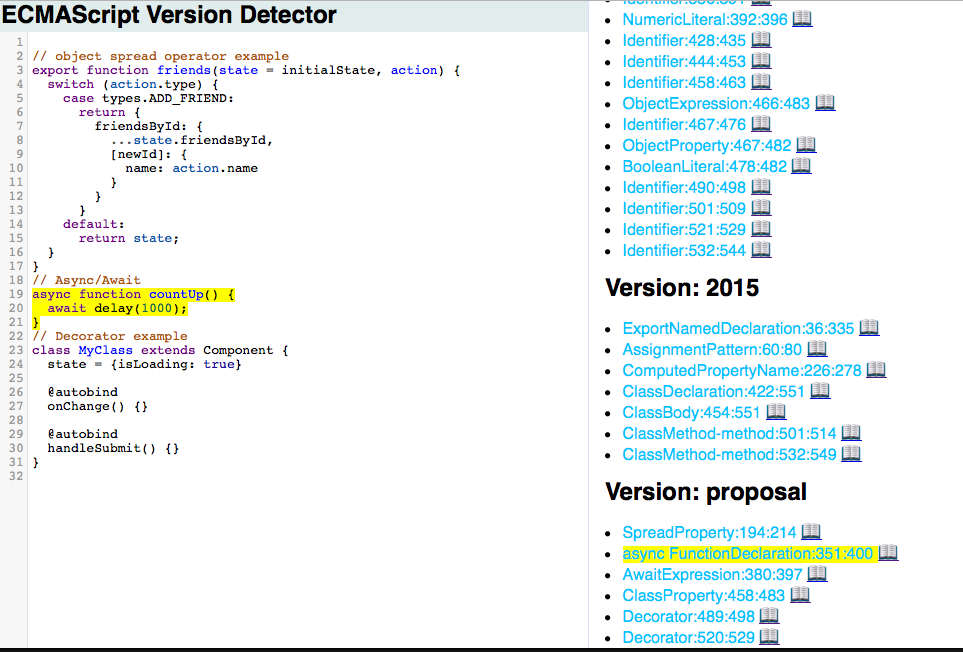 ECMAScript Version Detector
1
2 // object spread operator example
3 export function friends(state = initialState, action) {
4 switch (action.type) {
5 case types.ADD_FRIEND:
6 return {
7 friendsById: {
8 ...state.friendsById,
9 [newId]: {
10 name: action.name
11 }
12 }
13 }
14 default:
15 return state;
16 }
17 }
18 // Async/Await
19 async function countUp() {
20 await delay(1000);
21 }
22 // Decorator example
23 class MyClass extends Component {
24 state = {isLoading: true}
25
26 @autobind
27 onChange() {}
28
29 @autobind
30 handleSubmit() {}
31 }
32
NumericLiteral:392:396
Identifier:428:435
Identifier:444:453
Identifier:458:463
ObjectExpression:466:483
Identifier:467:476
ObjectProperty:467:482
BooleanLiteral:478:482
Identifier:490:498
Identifier:501:509
Identifier:521:529
Identifier:532:544
Version: 2015
ExportNamedDeclaration:36:335
AssignmentPattern:60:80
ComputedPropertyName:226:278
ClassDeclaration:422:551
ClassBody:454:551
ClassMethod-method:501:514
ClassMethod-method:532:549
Version: proposal
SpreadProperty:194:214
async FunctionDeclaration:351:400
AwaitExpression:380:397
ClassProperty:458:483
Decorator:489:498
Decorator:520:529